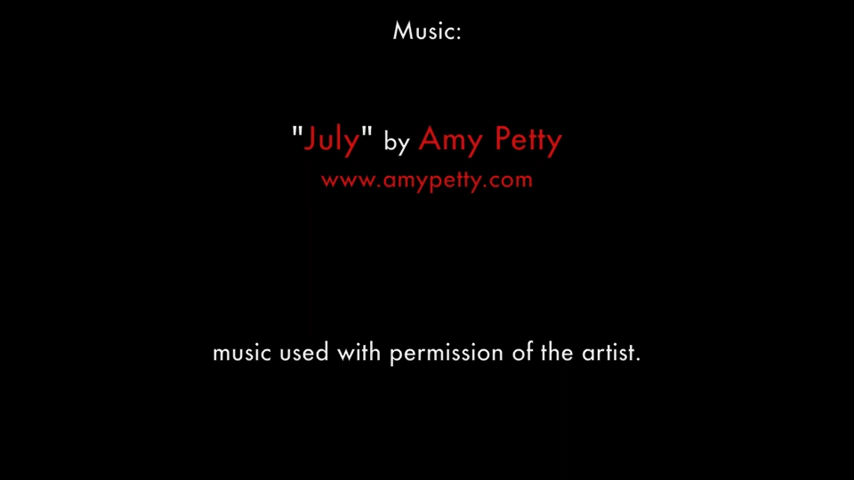 Music:
"July" by Amy Petty
www.amypetty.com
music used with permission of the artist.